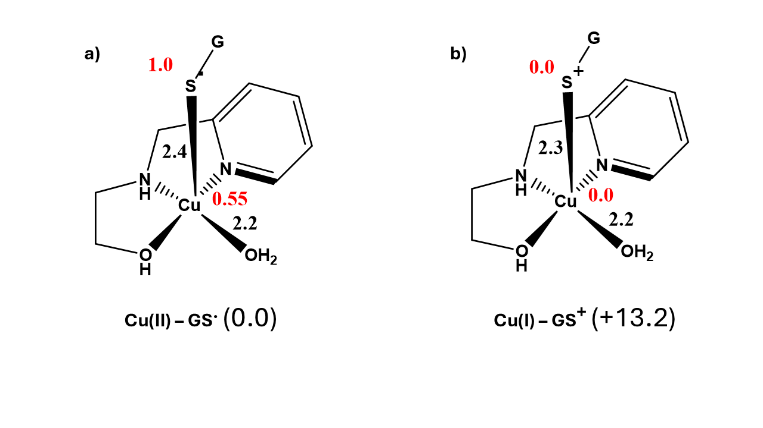 a)
G
1.0
S•
2.4
N
N
H
0.55
Cu
2.2
O
H
OH₂
Cu(II) – GS• (0.0)
b)
G
0.0
S+
2.3
N
N
H
0.0
Cu
2.2
O
H
OH₂
Cu(I) – GS⁺ (+13.2)